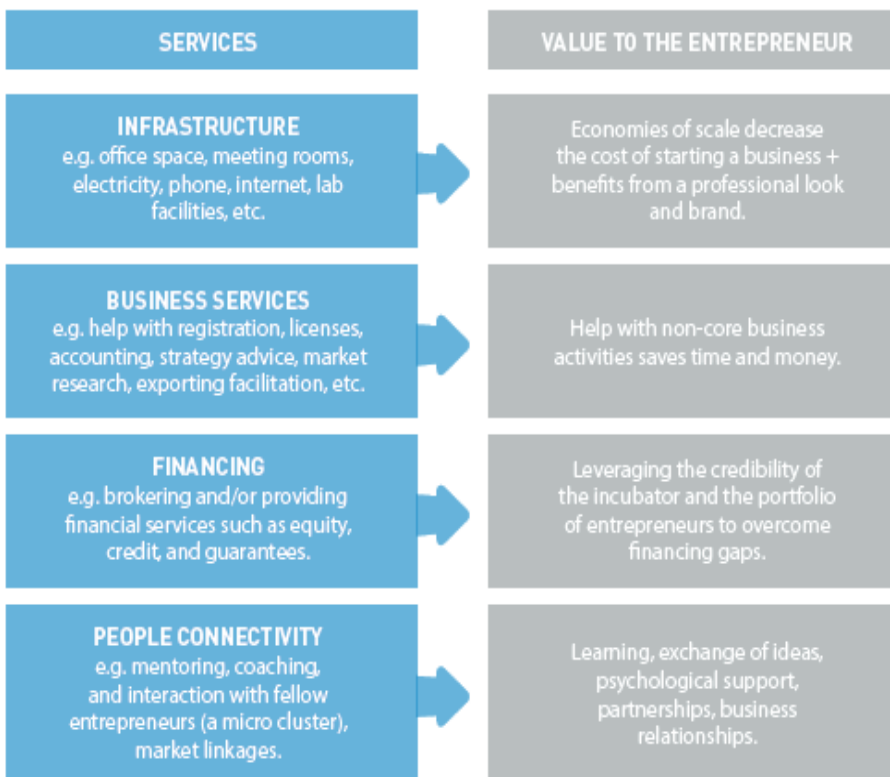 SERVICES
VALUE TO THE ENTREPRENEUR
INFRASTRUCTURE
e.g. office space, meeting rooms,
electricity, phone, internet, lab
facilities, etc.
Economies of scale decrease
the cost of starting a business +
benefits from a professional look
and brand.
BUSINESS SERVICES
e.g. help with registration, licenses,
accounting, strategy advice, market
research, exporting facilitation, etc.
Help with non-core business
activities saves time and money.
FINANCING
e.g. brokering and/or providing
financial services such as equity,
credit, and guarantees.
Leveraging the credibility of
the incubator and the portfolio
of entrepreneurs to overcome
financing gaps.
PEOPLE CONNECTIVITY
e.g. mentoring, coaching,
and interaction with fellow
entrepreneurs (a micro cluster),
market linkages.
Learning, exchange of ideas,
psychological support,
partnerships, business
relationships.